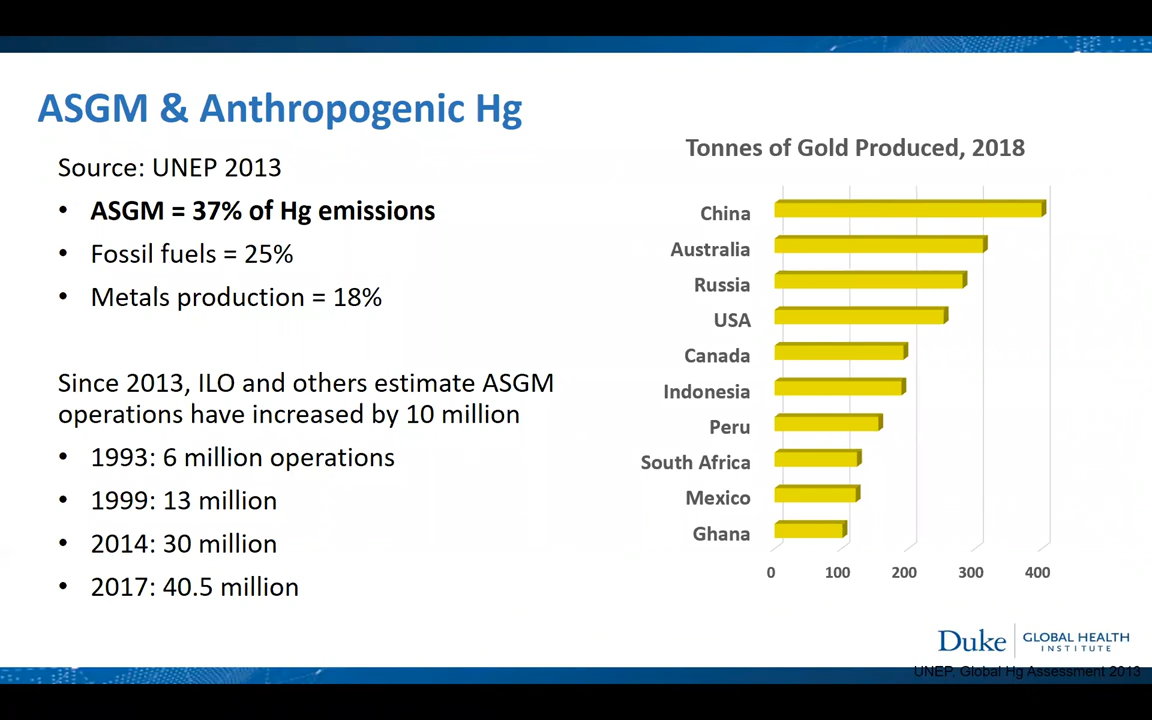 ASGM & Anthropogenic Hg
Source: UNEP 2013
• ASGM = 37% of Hg emissions
• Fossil fuels = 25%
• Metals production = 18%
Since 2013, ILO and others estimate ASGM
operations have increased by 10 million
• 1993: 6 million operations
• 1999: 13 million
• 2014: 30 million
• 2017: 40.5 million
Tonnes of Gold Produced, 2018
China
Australia
Russia
USA
Canada
Indonesia
Peru
South Africa
Mexico
Ghana
0 100 200 300 400
Duke GLOBAL HEALTH
INSTITUTE
UNEP, Global Hg Assessment 2013